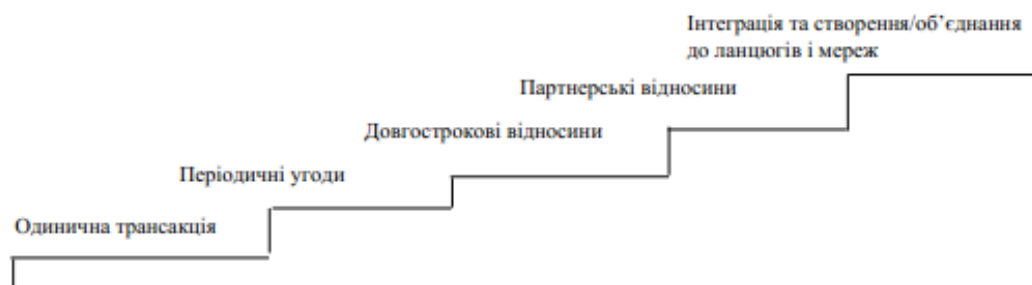 Інтеграція та створення/об’єднання
до ланцюгів і мереж
Партнерські відносини
Довгострокові відносини
Періодичні угоди
Одинична трансакція